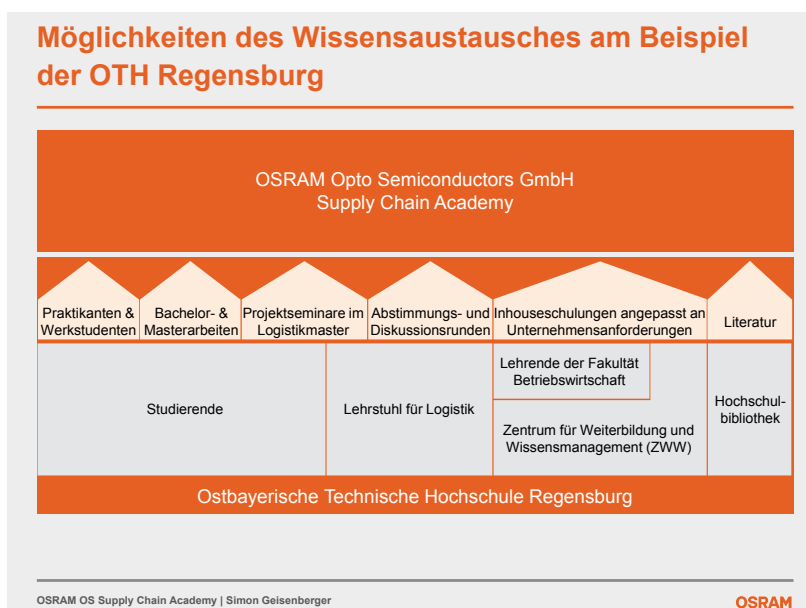 Möglichkeiten des Wissensaustausches am Beispiel
der OTH Regensburg
OSRAM Opto Semiconductors GmbH
Supply Chain Academy
Praktikanten &
Werkstudenten
Bachelor- &
Masterarbeiten
Projektseminare im
Logistikmaster
Abstimmungs- und
Diskussionsrunden
Inhouseschulungen angepasst an
Unternehmensanforderungen
Literatur
Studierende
Lehrstuhl für Logistik
Lehrende der Fakultät
Betriebswirtschaft
Zentrum für Weiterbildung und
Wissensmanagement (ZWW)
Hochschul-
bibliothek
Ostbayerische Technische Hochschule Regensburg
OSRAM OS Supply Chain Academy | Simon Geisenberger
OSRAM